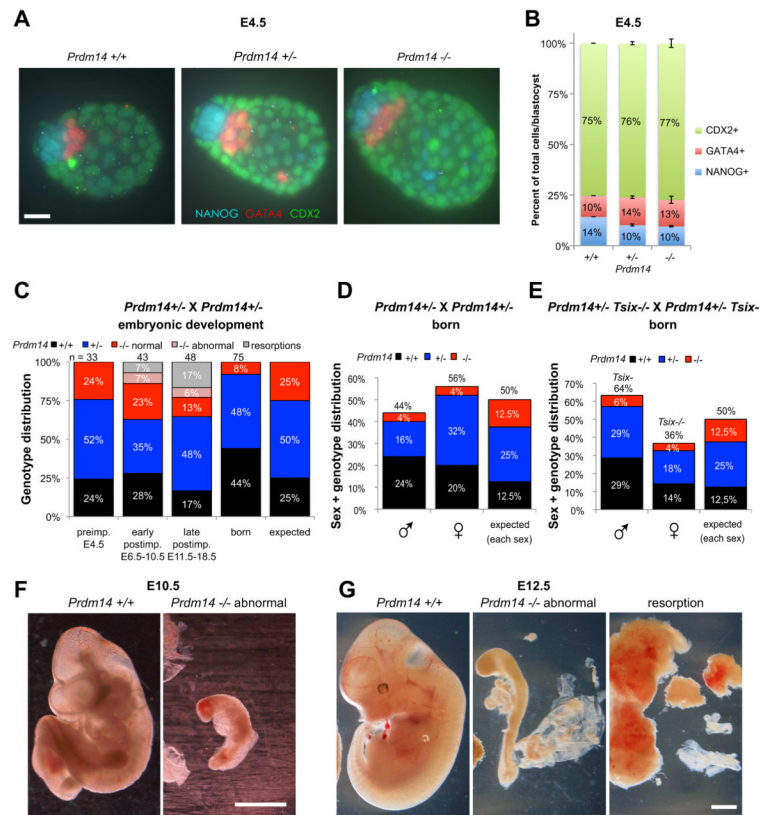 A
E4.5
Prdm14 +/+
Prdm14 +/-
Prdm14 -/-
NANOG GATA4 CDX2
B
E4.5
Percent of total cells/blastocyst
100%
75%
50%
25%
0%
75%
76%
77%
10%
14%
13%
14%
10%
10%
+/+
+/-
-/-
Prdm14
CDX2+
GATA4+
NANOG+
C
Prdm14+/- X Prdm14+/-
embryonic development
Prdm14 +/+ +/- -/- normal -/- abnormal resorptions
n = 33 43 48 75
Genotype distribution
100%
75%
50%
25%
0%
24%
52%
24%
7%
7%
23%
35%
28%
17%
6%
13%
48%
17%
8%
48%
44%
25%
50%
25%
preimp.
E4.5
early
postimp.
E6.5-10.5
late
postimp.
E11.5-18.5
born
expected
D
Prdm14+/- X Prdm14+/-
born
Prdm14 +/+ +/- -/-
Sex + genotype distribution
60%
50%
40%
30%
20%
10%
0%
44%
4%
16%
24%
56%
4%
32%
20%
50%
12.5%
25%
12.5%
♂
♀
expected
(each sex)
E
Prdm14+/- Tsix-/- X Prdm14+/- Tsix-
born
Prdm14 +/+ +/- -/-
Sex + genotype distribution
70%
60%
50%
40%
30%
20%
10%
0%
Tsix-
64%
6%
29%
29%
Tsix-/-
36%
4%
18%
14%
50%
12,5%
25%
12,5%
♂
♀
expected
(each sex)
F
E10.5
Prdm14 +/+
Prdm14 -/- abnormal
G
E12.5
Prdm14 +/+
Prdm14 -/- abnormal
resorption